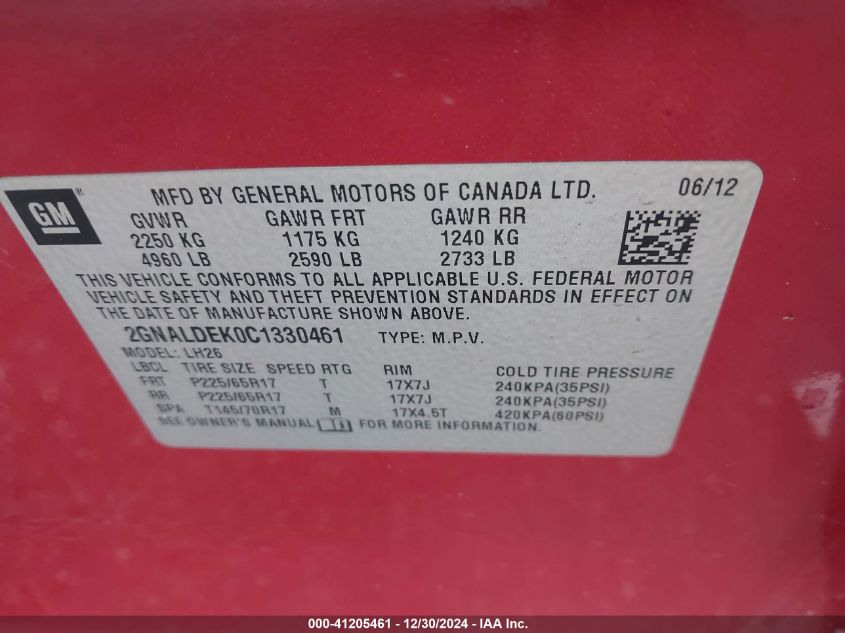 GM ®
MFD BY GENERAL MOTORS OF CANADA LTD. 06/12
GVWR GAWR FRT GAWR RR
2250 KG 1175 KG 1240 KG
4960 LB 2590 LB 2733 LB
THIS VEHICLE CONFORMS TO ALL APPLICABLE U.S. FEDERAL MOTOR
VEHICLE SAFETY AND THEFT PREVENTION STANDARDS IN EFFECT ON
THE DATE OF MANUFACTURE SHOWN ABOVE.
2GNALDEK0C1330461 TYPE: M.P.V.
MODEL: LH26
LBCL TIRE SIZE SPEED RTG RIM COLD TIRE PRESSURE
FRT P225/65R17 T 17X7J 240KPA(35PSI)
RR P225/65R17 T 17X7J 240KPA(35PSI)
SPA T145/70R17 M 17X4.5T 420KPA(60PSI)
SEE OWNER'S MANUAL FOR MORE INFORMATION.
000-41205461 - 12/30/2024 - IAA Inc.